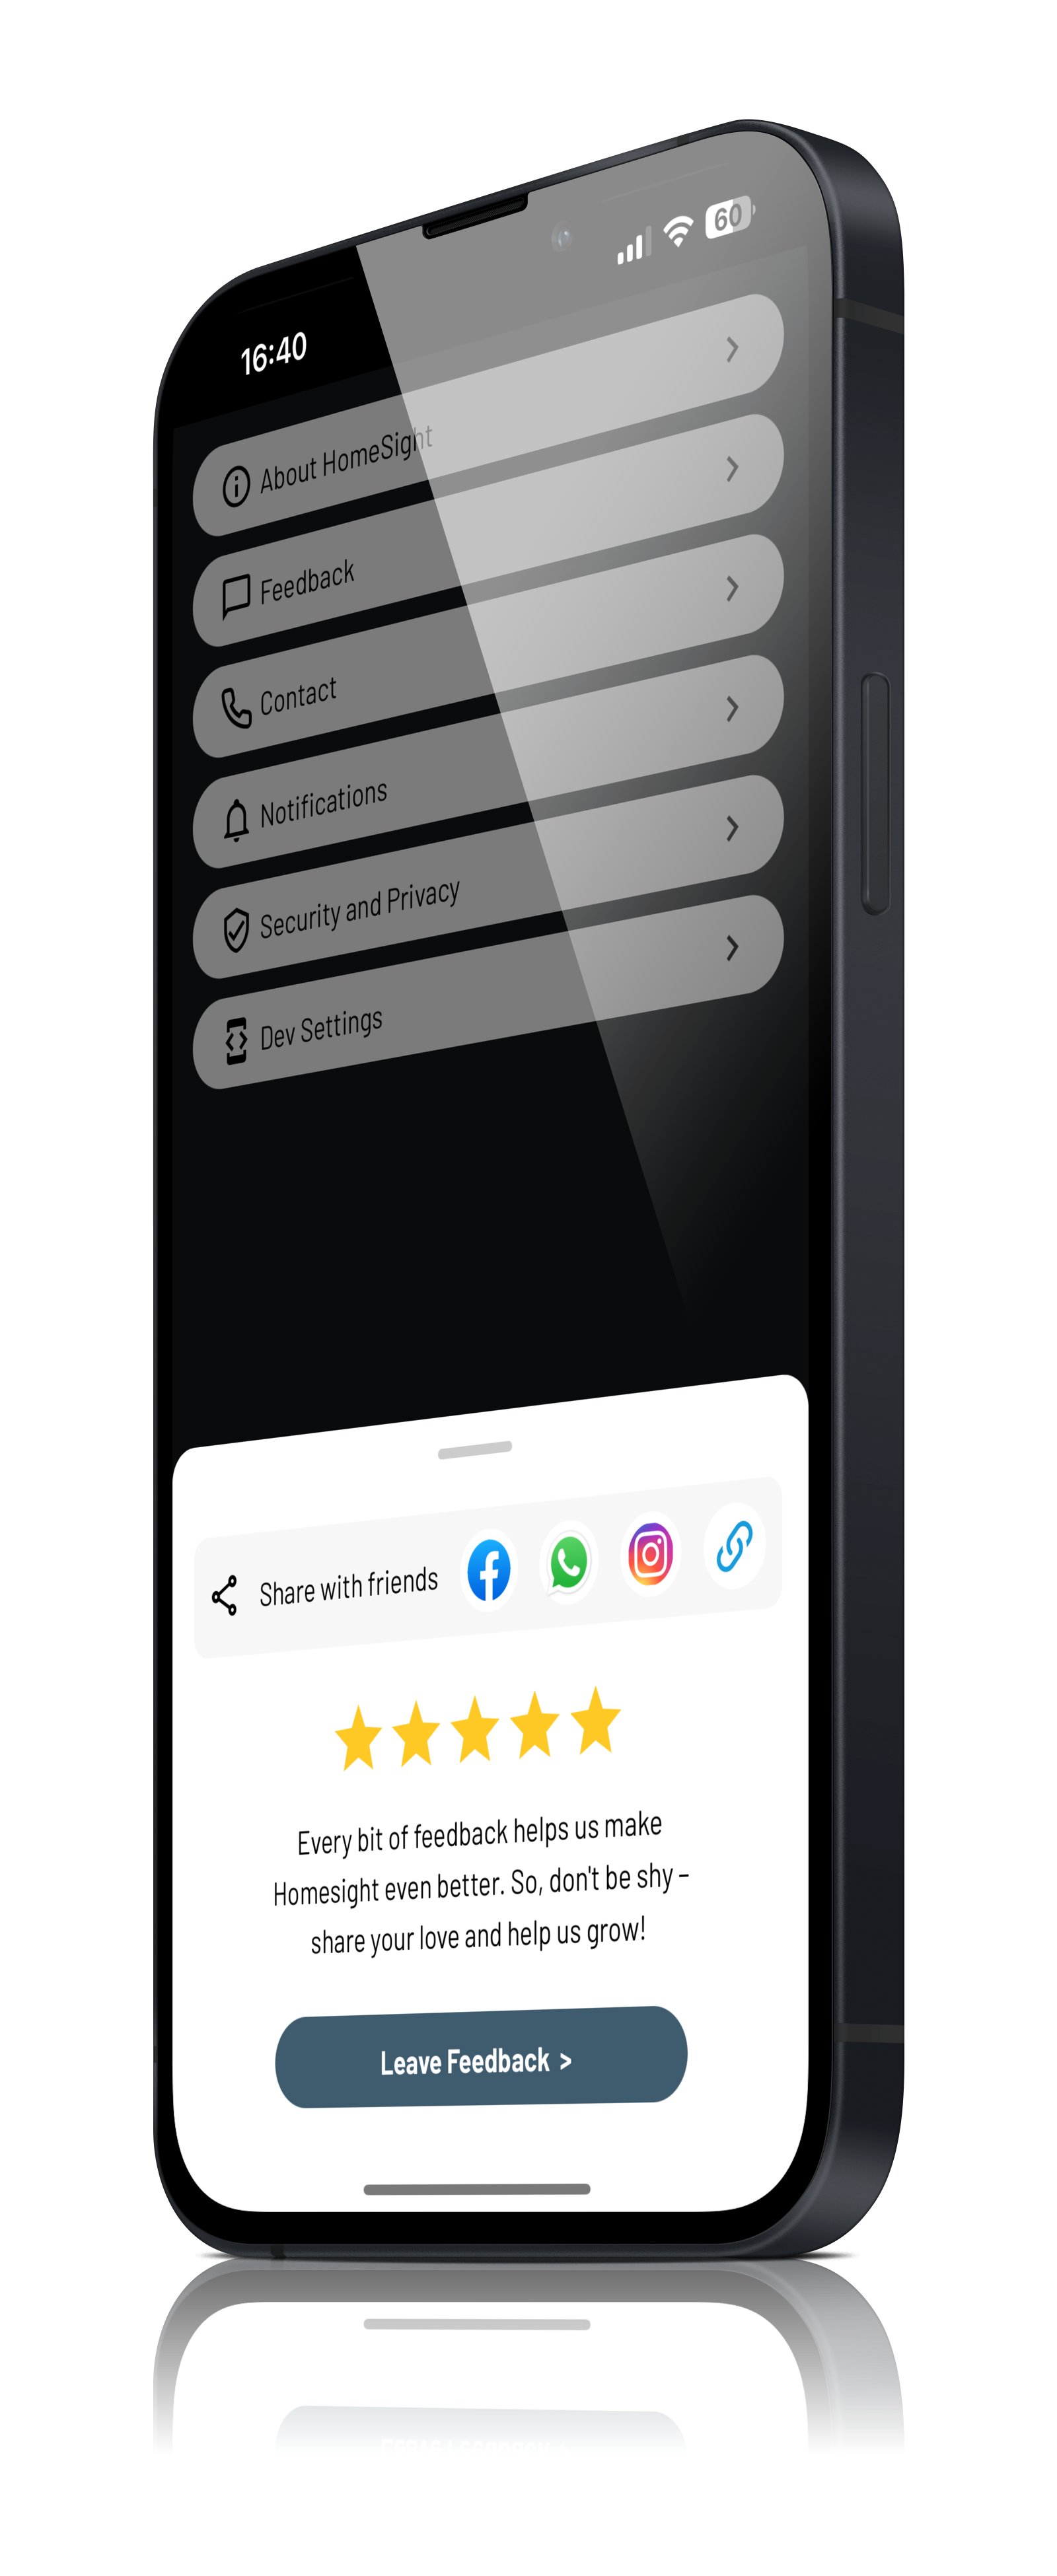 16:40
60
About HomeSight
Feedback
Contact
Notifications
Security and Privacy
Dev Settings
Share with friends
Every bit of feedback helps us make
Homesight even better. So, don't be shy –
share your love and help us grow!
Leave Feedback >